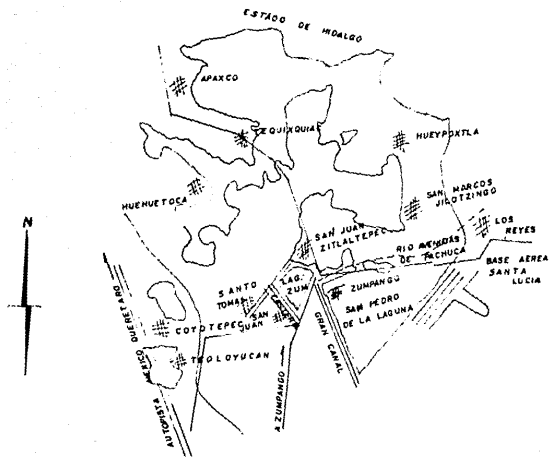 ESTADO DE HIDALGO
APAXCO
EQUIXQUIAC
HUEYPOXTLA
HUEHUETOCA
SAN MARCOS
JILOTZINGO
LOS
REYES
SAN JUAN
ZITLALTEPEC
RIO AVENIDAS
DE PACHUCA
BASE AEREA
SANTA
LUCIA
N
SANTO
TOMAS
LAG.
ZUM.
ZUMPANGO
SAN PEDRO
DE LA LAGUNA
SAN
JUAN
COYOTEPEC
TEOLOYUCAN
GRAN CANAL
A ZUMPANGO
AUTOPISTA MEXICO QUERETARO